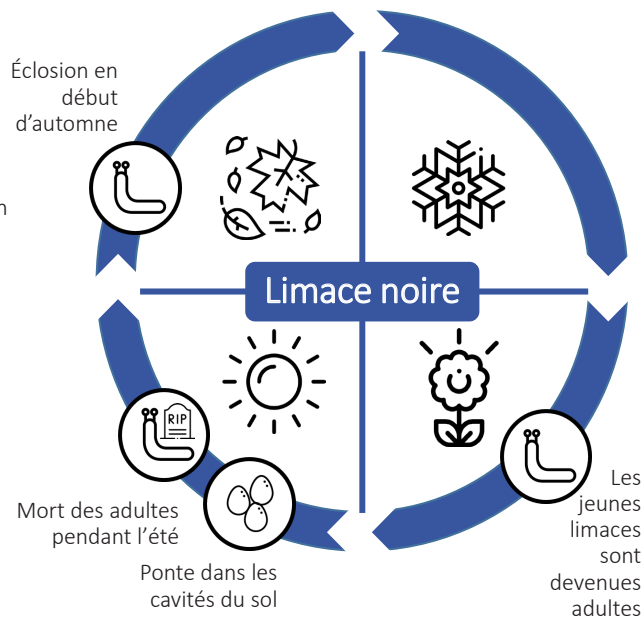 Éclosion en
début
d’automne
n
Limace noire
RIP
Mort des adultes
pendant l’été
Ponte dans les
cavités du sol
Les
jeunes
limaces
sont
devenues
adultes